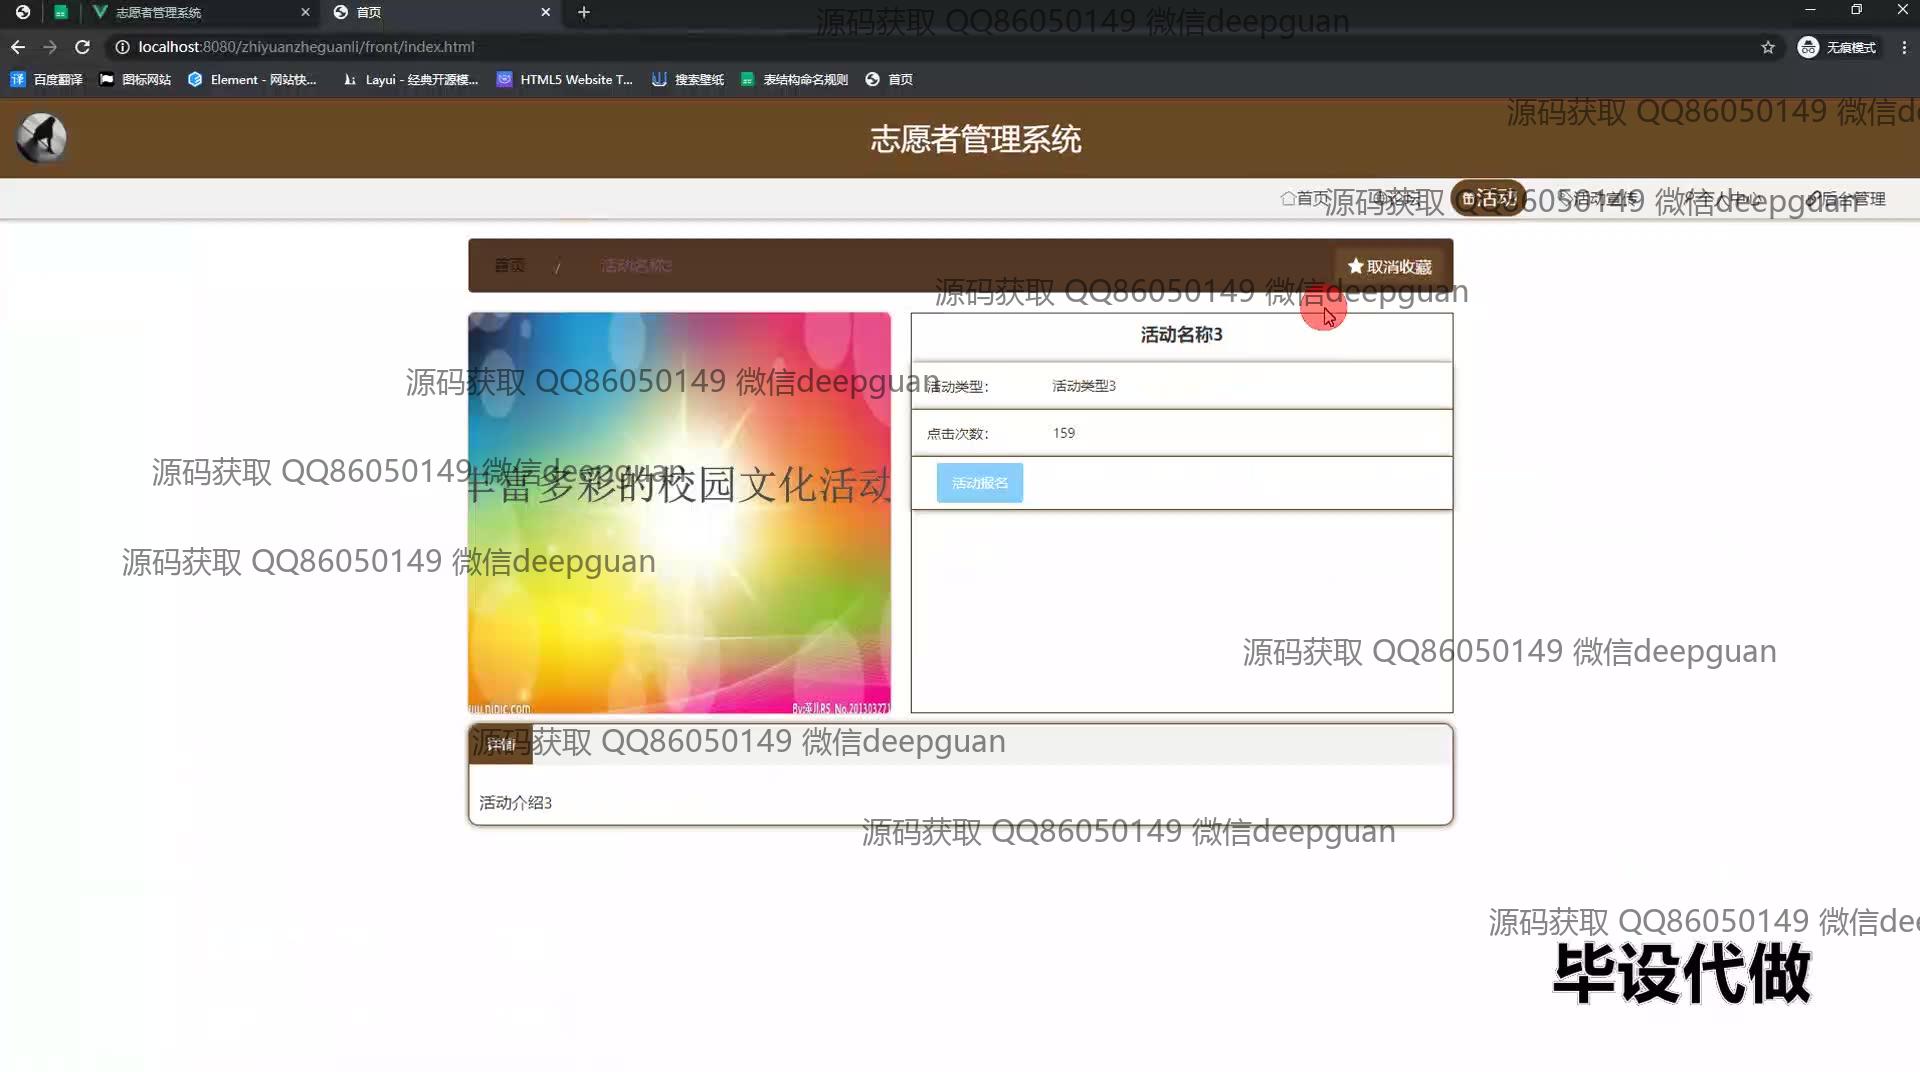 志愿者管理系统
首页
localhost:8080/zhiyuanzheguanli/front/index.html
无痕模式
百度翻译
图标网站
Element - 网站快...
Layui - 经典开源模...
HTML5 Website T...
搜索壁纸
表结构命名规则
首页
源码获取 QQ86050149 微信deepguan
源码获取 QQ86050149 微信de
志愿者管理系统
首页
活动
活动宣传
个人中心
后台管理
源码获取 QQ86050149 微信deepguan
首页 / 活动名称3
取消收藏
源码获取 QQ86050149 微信deepguan
活动名称3
源码获取 QQ86050149 微信deepguan
活动类型: 活动类型3
点击次数: 159
活动报名
源码获取 QQ86050149 微信deepguan
丰富多彩的校园文化活动
源码获取 QQ86050149 微信deepguan
源码获取 QQ86050149 微信deepguan
www.nipic.com
详情
源码获取 QQ86050149 微信deepguan
活动介绍3
源码获取 QQ86050149 微信deepguan
源码获取 QQ86050149 微信dee
毕设代做